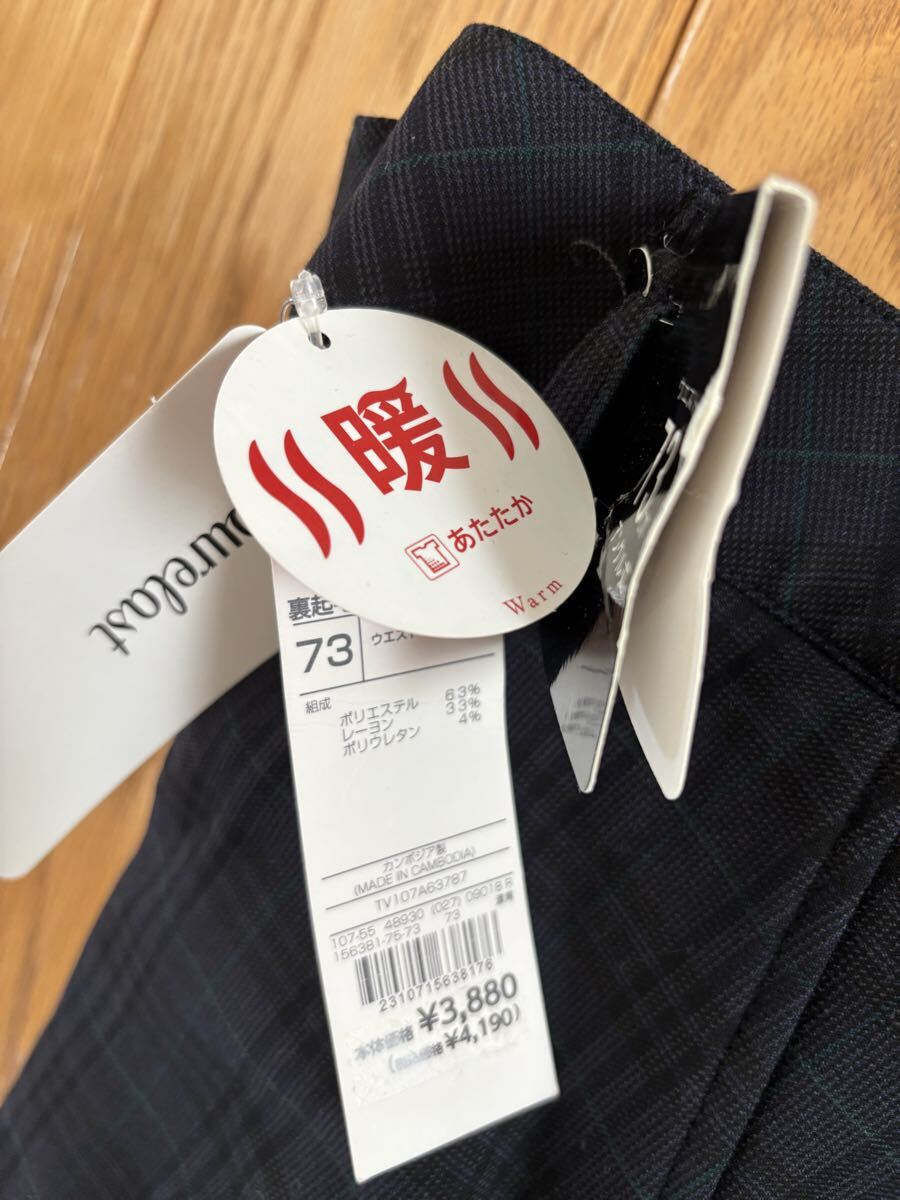 暖
あたたか
Warm
purelast
裏起
73
ウエスト
組成
ポリエステル 63%
レーヨン 33%
ポリウレタン 4%
カンボジア製
(MADE IN CAMBODIA)
TV107A63787
107-55 48930 (027) 09018 R
156381-75-73 73
2310715638176
本体価格 ¥3,880
¥4,190)